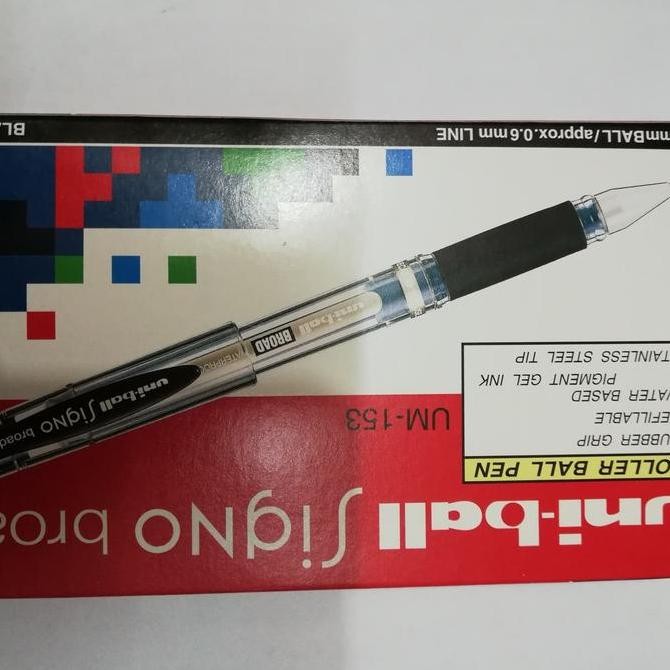 uni-ball SigNO broa
OLLER BALL PEN
UBBER GRIP
EFILLABLE
ATER BASED
PIGMENT GEL INK
TAINLESS STEEL TIP
UM-153
uni-ball SigNO broad
BROAD
uni-ball
mmBALL/approx.0.6mm LINE
BL